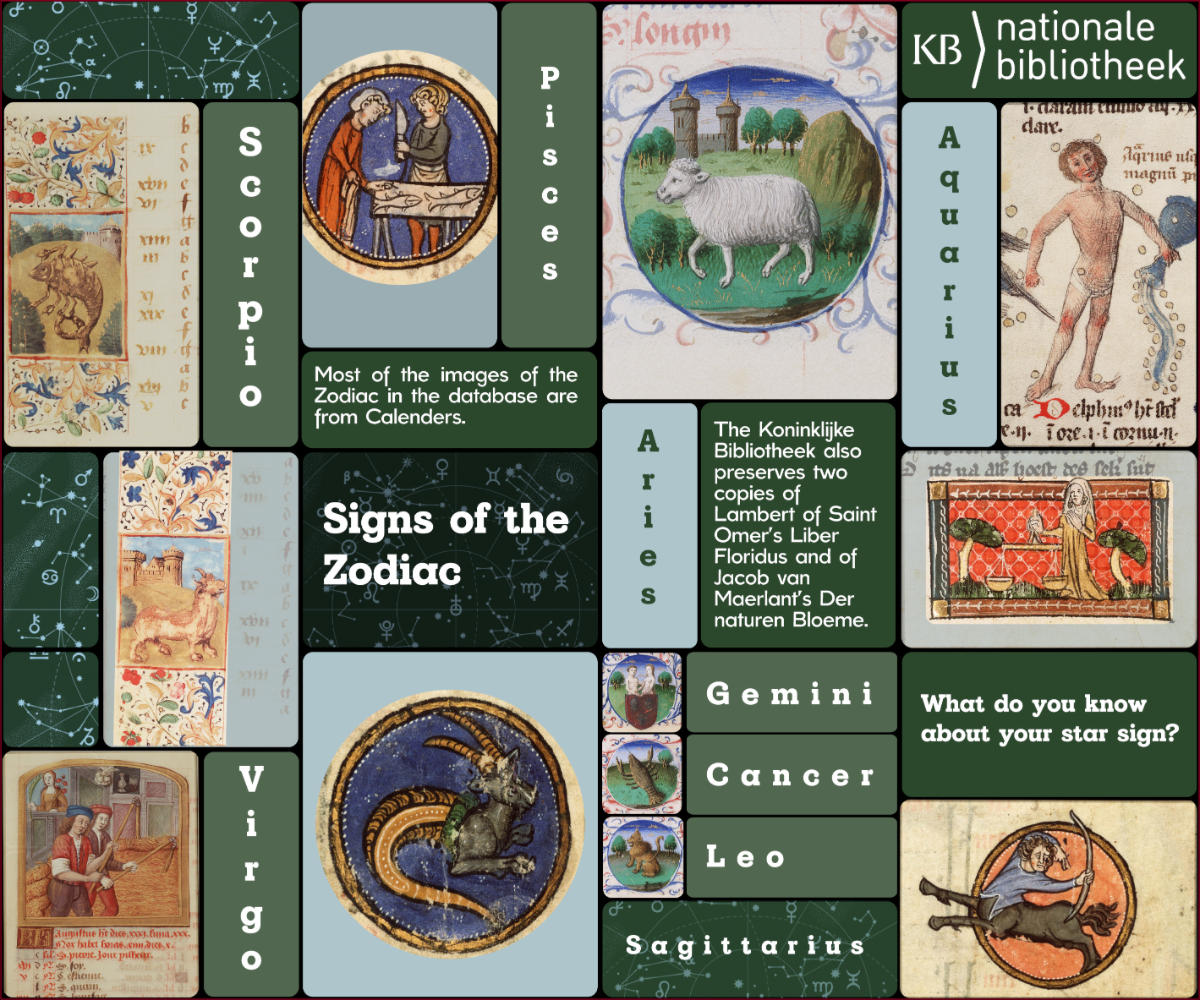 KB nationale
bibliotheek
Scorpio
Pisces
Aquarius
Most of the images of the
Zodiac in the database are
from Calenders.
Signs of the
Zodiac
Aries
The Koninklijke
Bibliotheek also
preserves two
copies of
Lambert of Saint
Omer's Liber
Floridus and of
Jacob van
Maerlant's Der
naturen Bloeme.
Virgo
Gemini
Cancer
Leo
Sagittarius
What do you know
about your star sign?